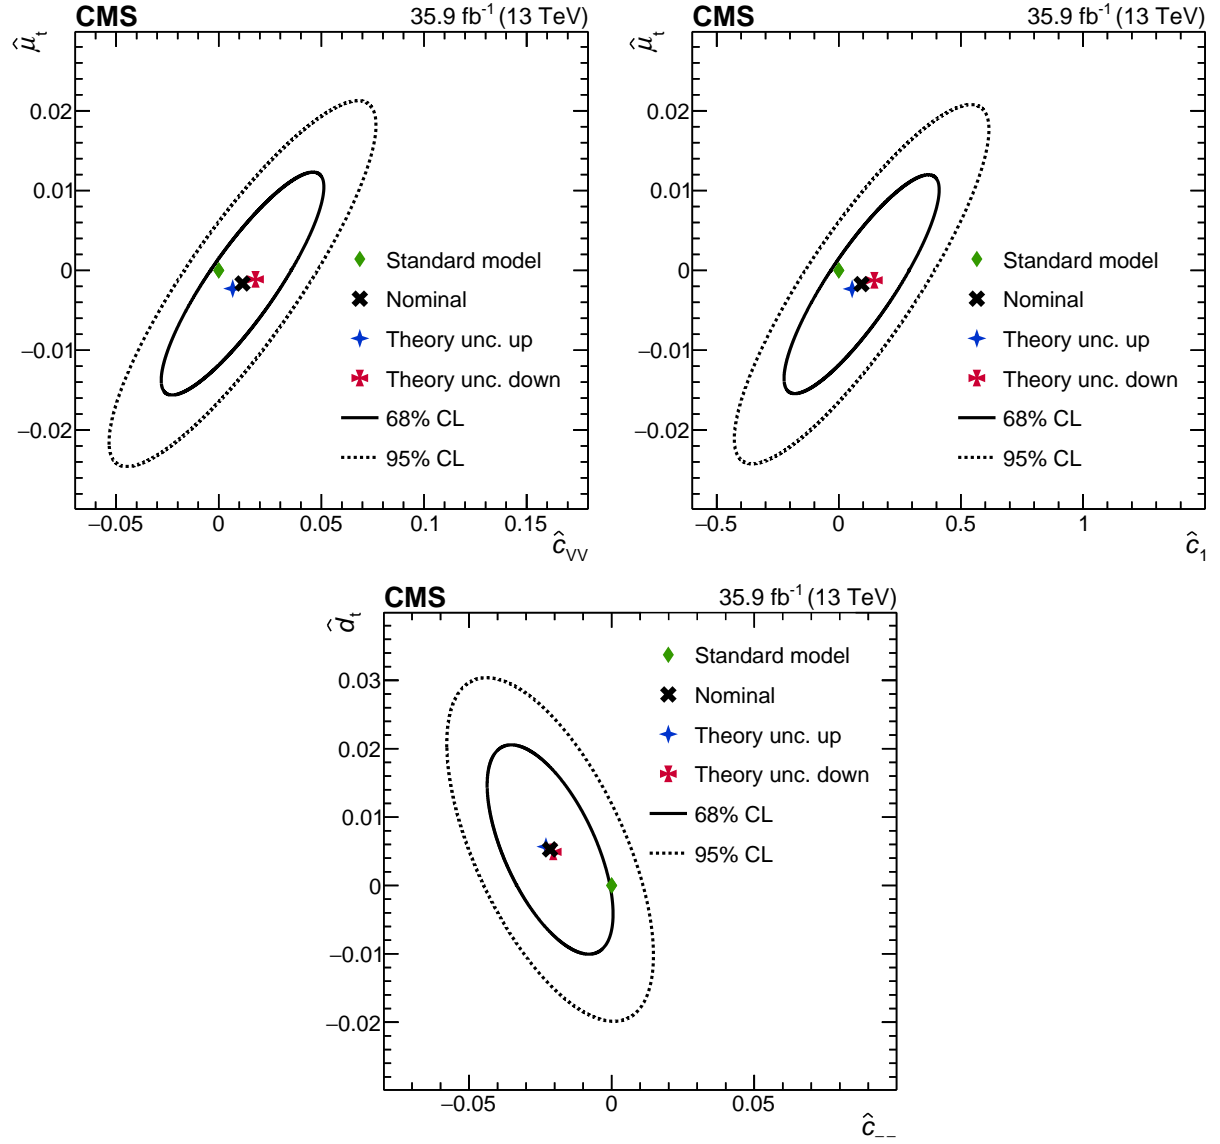 CMS 35.9 fb⁻¹ (13 TeV)
μ̂ₜ
0.02
0.01
0
−0.01
−0.02
Standard model
Nominal
Theory unc. up
Theory unc. down
68% CL
95% CL
−0.05 0 0.05 0.1 0.15
ĉ_VV
CMS 35.9 fb⁻¹ (13 TeV)
μ̂ₜ
0.02
0.01
0
−0.01
−0.02
Standard model
Nominal
Theory unc. up
Theory unc. down
68% CL
95% CL
−0.5 0 0.5 1
ĉ₁
CMS 35.9 fb⁻¹ (13 TeV)
d̂ₜ
0.03
0.02
0.01
0
−0.01
−0.02
Standard model
Nominal
Theory unc. up
Theory unc. down
68% CL
95% CL
−0.05 0 0.05
ĉ₋₋